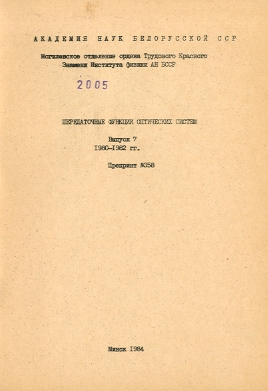 АКАДЕМИЯ НАУК БЕЛОРУССКОЙ ССР
Могилевское отделение ордена Трудового Красного
Знамени Института физики АН БССР
2005
ПЕРЕДАТОЧНЫЕ ФУНКЦИИ ОПТИЧЕСКИХ СИСТЕМ
Выпуск 7
1980-1982 гг.
Препринт №358
Минск 1984